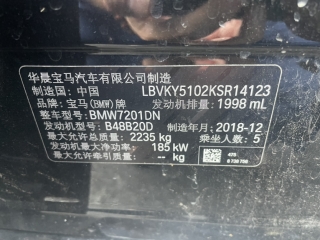 华晨宝马汽车有限公司制造
制造国：中国 LBVKY5102KSR14123
品牌：宝马(BMW)牌 发动机排量：1998 mL
整车型号：BMW7201DN
发动机型号：B48B20D 制造年月：2018-12
最大允许总质量：2235 kg 乘坐人数：5
发动机最大净功率：185 kW
最大允许牵引质量： kg